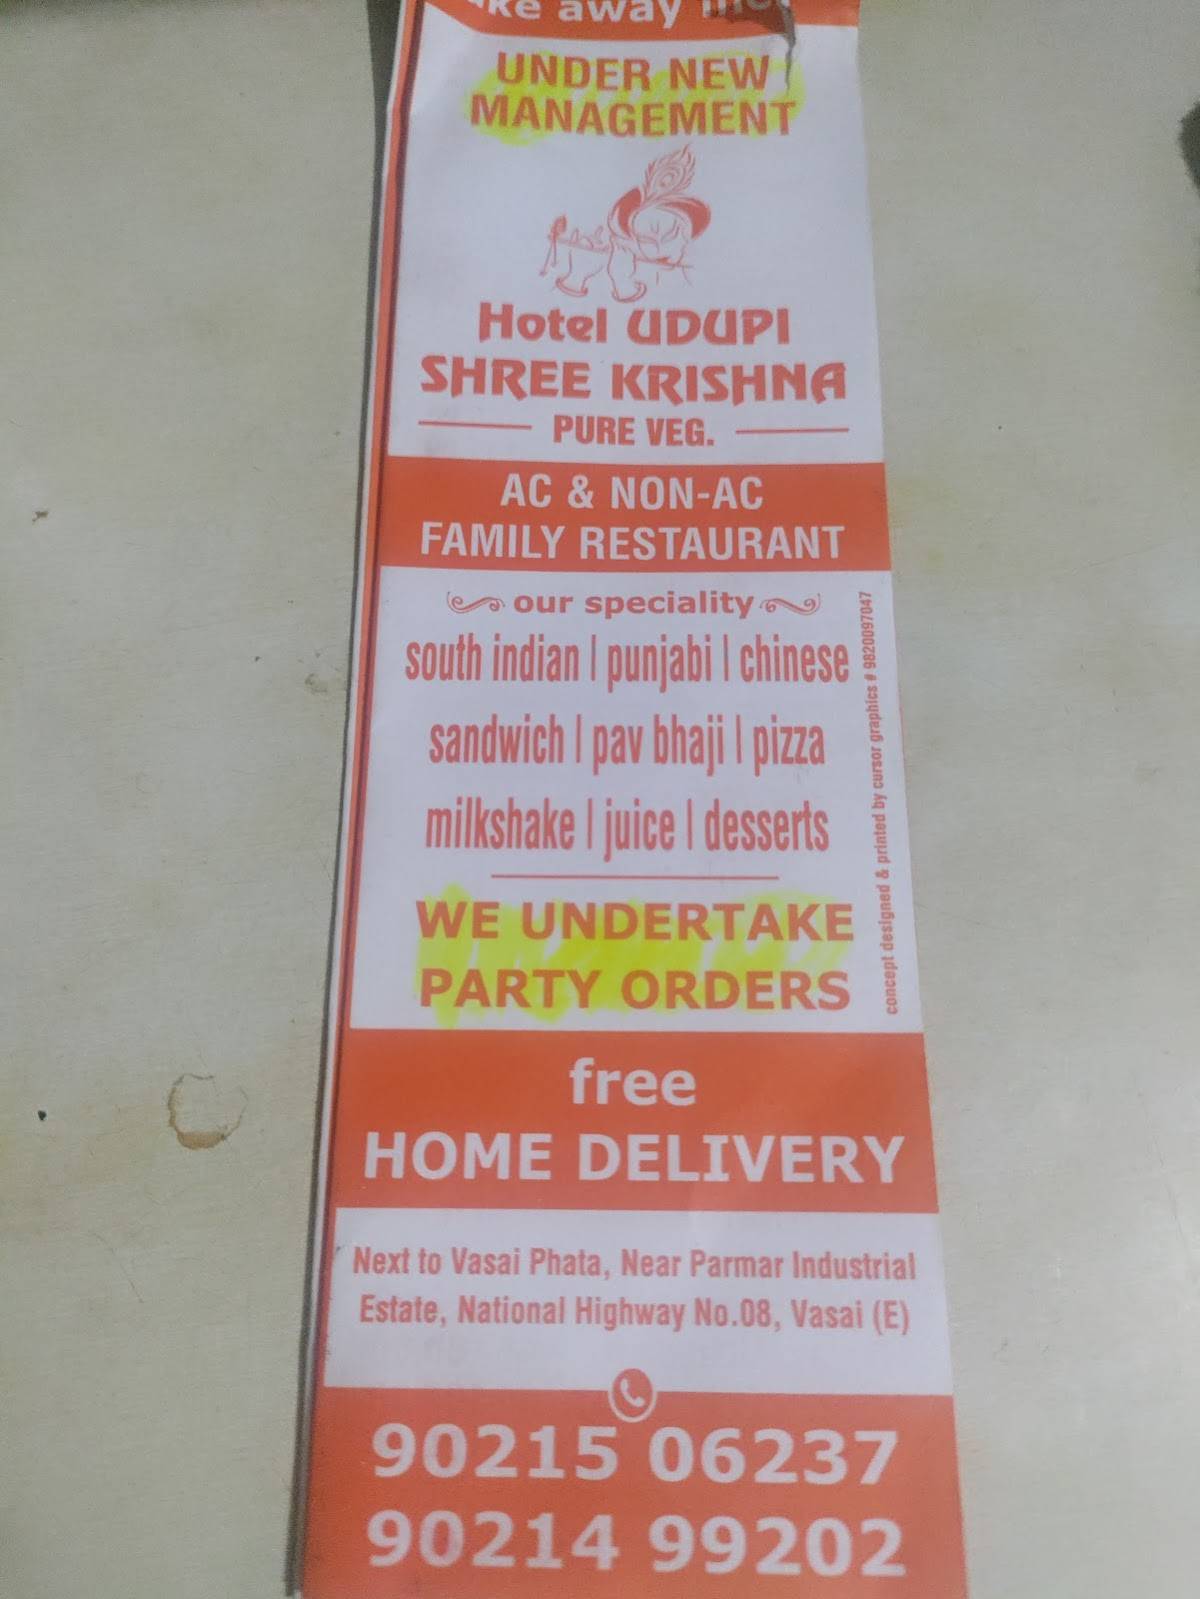 away
UNDER NEW
MANAGEMENT
Hotel UDUPI
SHREE KRISHNA
PURE VEG.
AC & NON-AC
FAMILY RESTAURANT
our speciality
south indian | punjabi | chinese
sandwich | pav bhaji | pizza
milkshake | juice | desserts
concept designed & printed by cursor graphics # 9820097047
WE UNDERTAKE
PARTY ORDERS
free
HOME DELIVERY
Next to Vasai Phata, Near Parmar Industrial
Estate, National Highway No.08, Vasai (E)
90215 06237
90214 99202